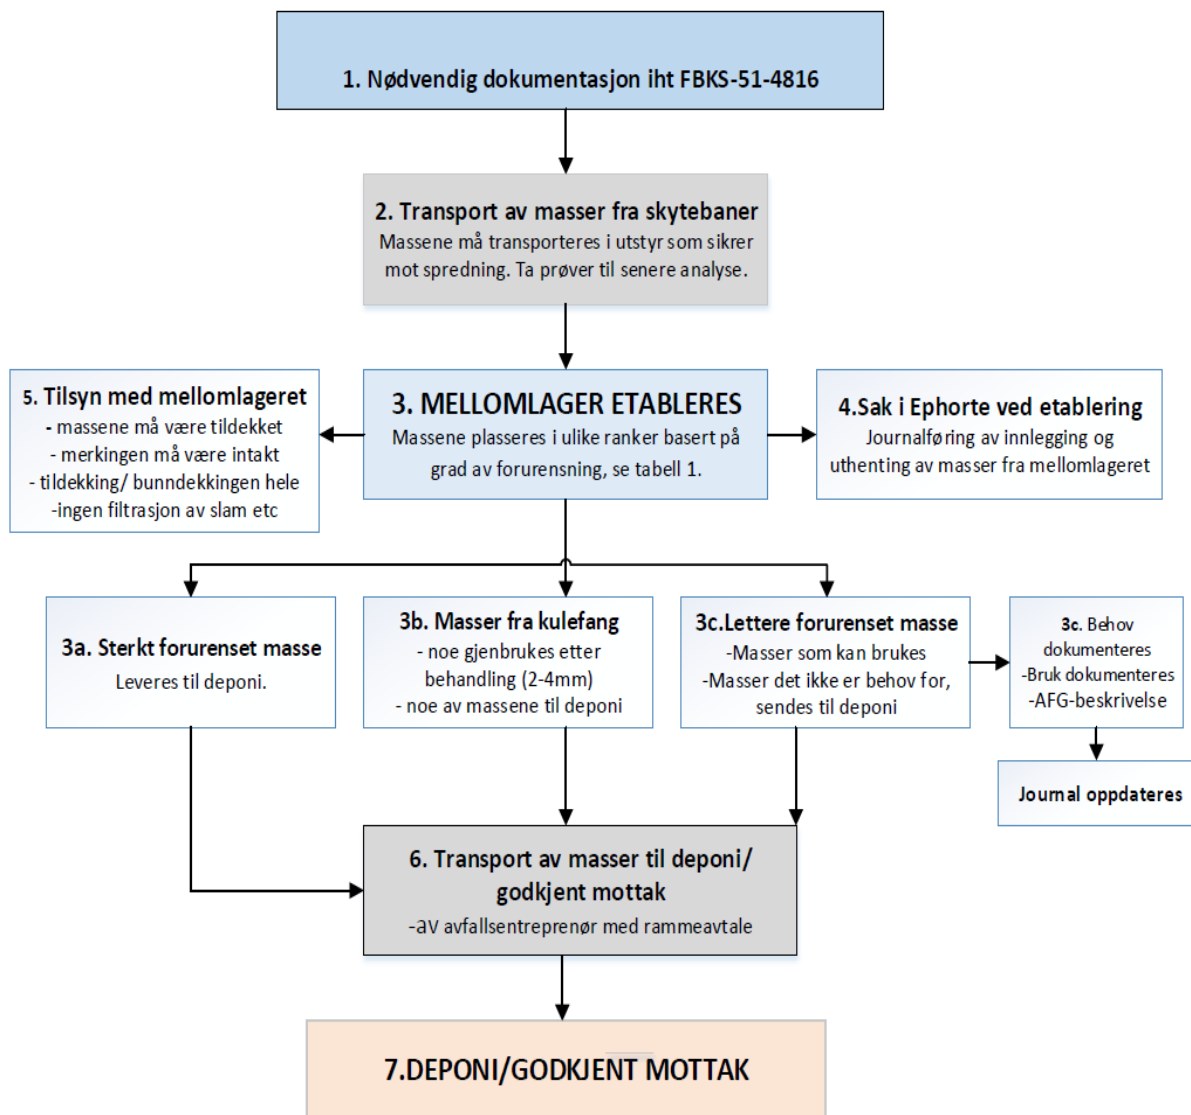 1. Nødvendig dokumentasjon iht FBKS-51-4816
2. Transport av masser fra skytebaner
Massene må transporteres i utstyr som sikrer
mot spredning. Ta prøver til senere analyse.
5. Tilsyn med mellomlageret
- massene må være tildekket
- merkingen må være intakt
- tildekking/ bunndekkingen hele
-ingen filtrasjon av slam etc
3. MELLOMLAGER ETABLERES
Massene plasseres i ulike ranker basert på
grad av forurensning, se tabell 1.
4.Sak i Ephorte ved etablering
Journalføring av innlegging og
uthenting av masser fra mellomlageret
3a. Sterkt forurenset masse
Leveres til deponi.
3b. Masser fra kulefang
- noe gjenbrukes etter
behandling (2-4mm)
- noe av massene til deponi
3c.Lettere forurenset masse
-Masser som kan brukes
-Masser det ikke er behov for,
sendes til deponi
3c. Behov
dokumenteres
-Bruk dokumenteres
-AFG-beskrivelse
Journal oppdateres
6. Transport av masser til deponi/
godkjent mottak
-av avfallsentreprenør med rammeavtale
7.DEPONI/GODKJENT MOTTAK